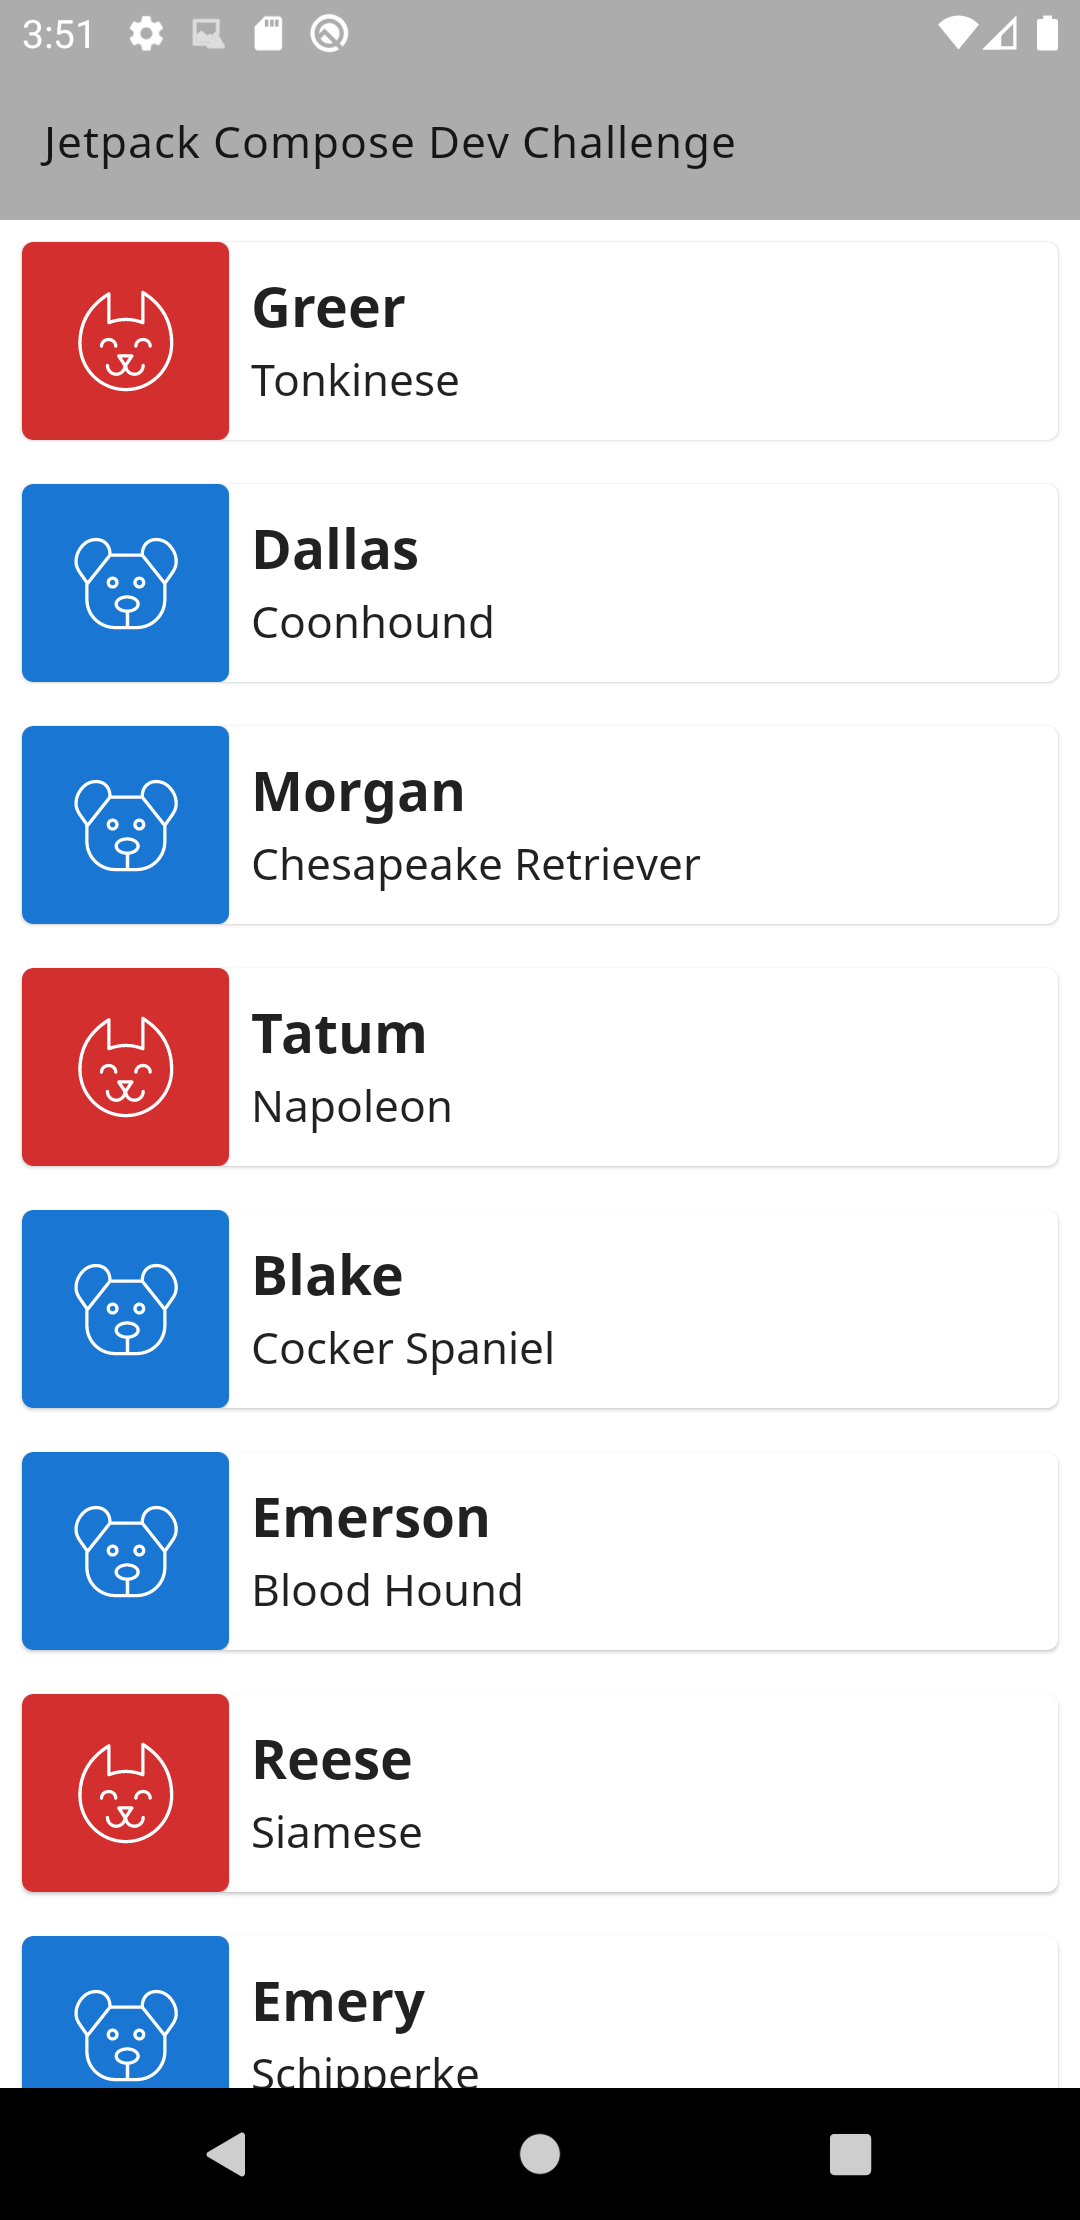 3:51
Jetpack Compose Dev Challenge
Greer
Tonkinese
Dallas
Coonhound
Morgan
Chesapeake Retriever
Tatum
Napoleon
Blake
Cocker Spaniel
Emerson
Blood Hound
Reese
Siamese
Emery
Schipperke